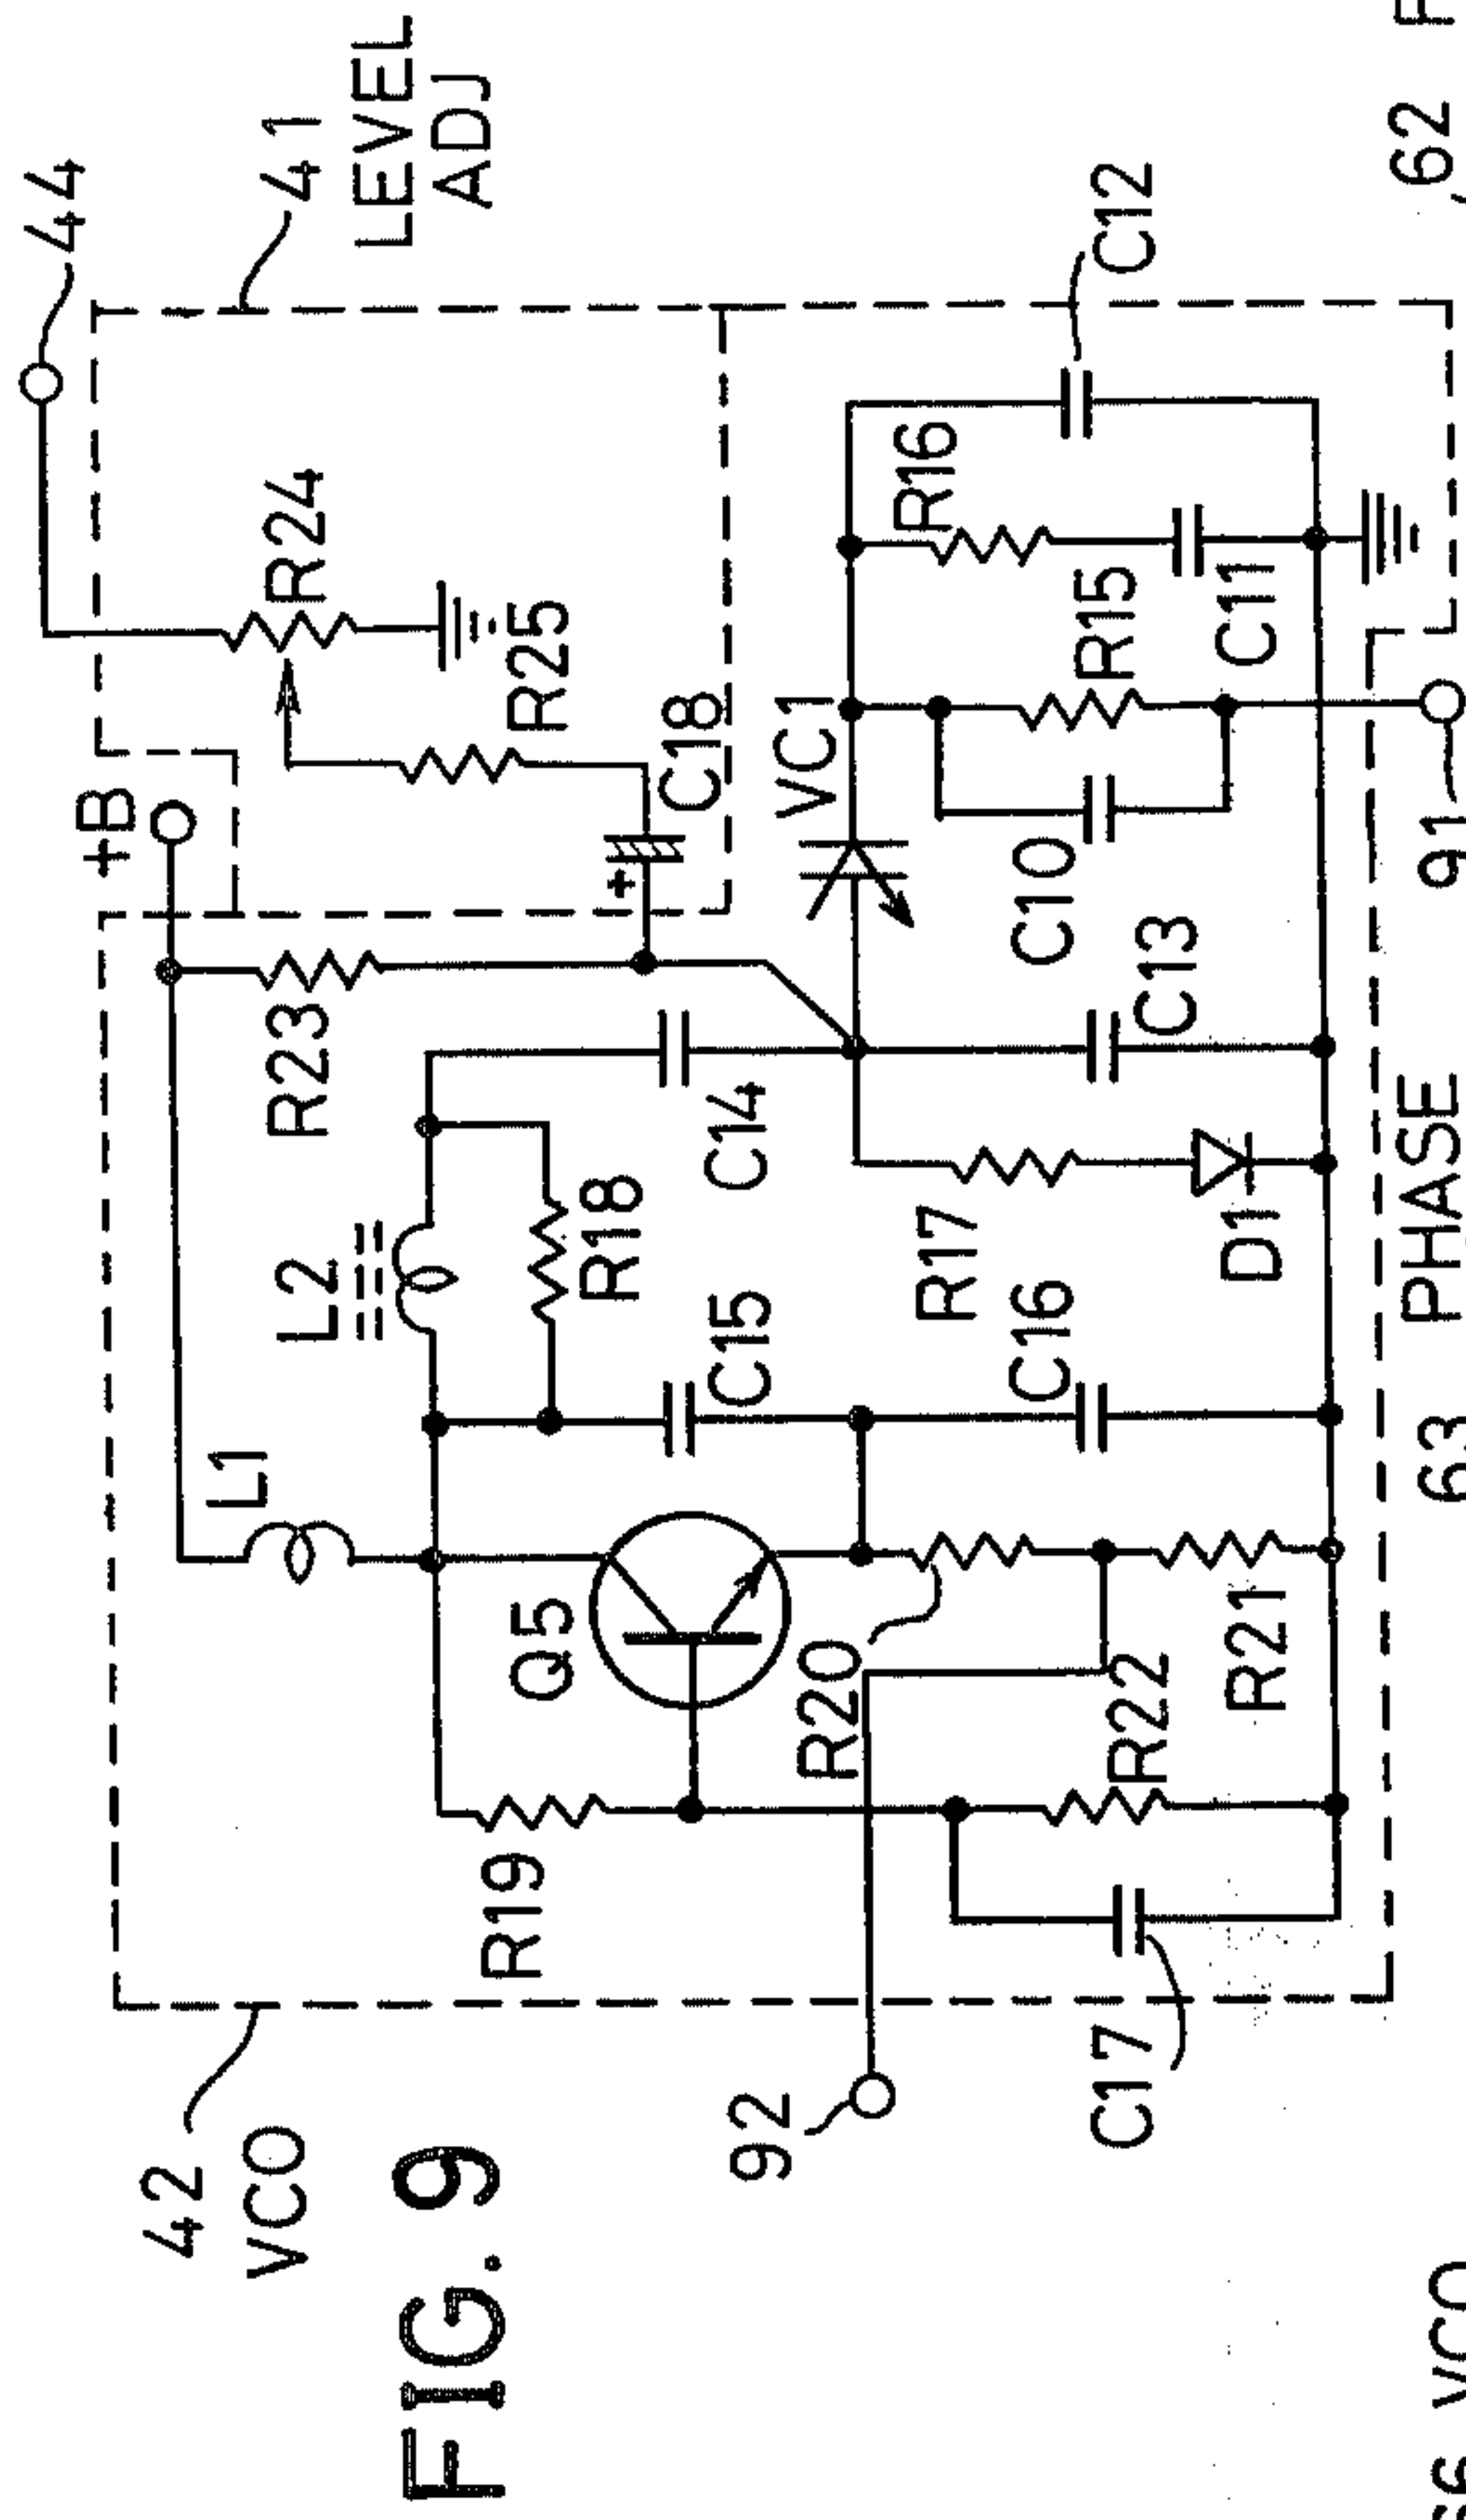 FIG. 9
42
VCO
92
C17
R19
Q5
R20
R22
R21
L1
L2
R18
C15
C16
R17
D1
C14
R23
C13
C10
+B
VC1
+
C18
R25
R24
R15
C11
R16
C12
44
41
LEVEL
ADJ
91
63 PHASE
62
VCO